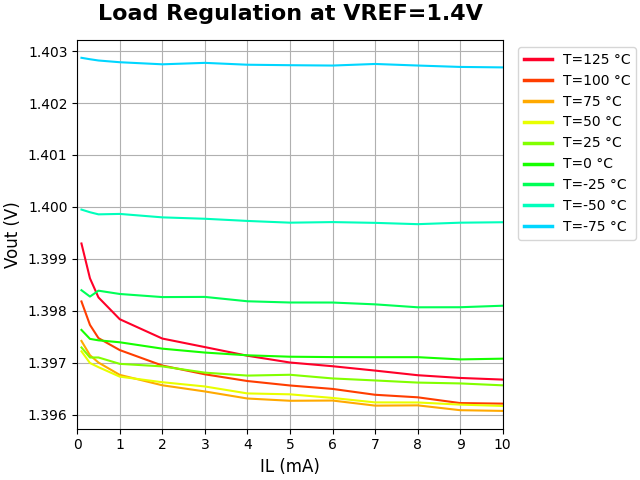 Load Regulation at VREF=1.4V
Vout (V)
1.403
1.402
1.401
1.400
1.399
1.398
1.397
1.396
0 1 2 3 4 5 6 7 8 9 10
IL (mA)
T=125 °C
T=100 °C
T=75 °C
T=50 °C
T=25 °C
T=0 °C
T=-25 °C
T=-50 °C
T=-75 °C